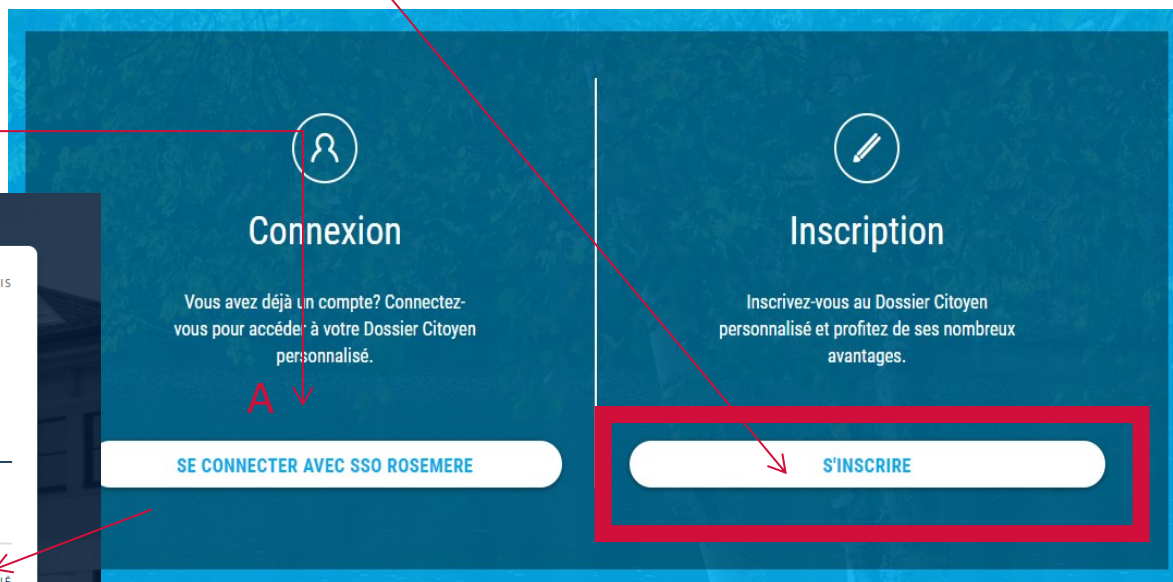 Connexion
Vous avez déjà un compte? Connectez-
vous pour accéder à votre Dossier Citoyen
personnalisé.
A
SE CONNECTER AVEC SSO ROSEMERE
Inscription
Inscrivez-vous au Dossier Citoyen
personnalisé et profitez de ses nombreux
avantages.
S'INSCRIRE